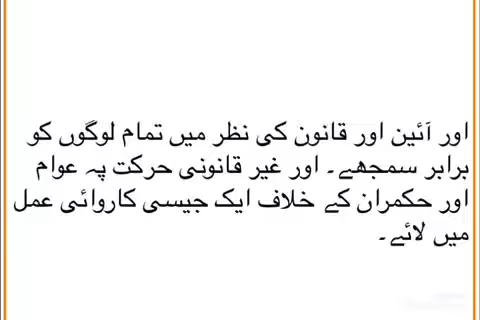 اور آئین اور قانون کی نظر میں تمام لوگوں کو
برابر سمجھے۔ اور غیر قانونی حرکت پہ عوام
اور حکمران کے خلاف ایک جیسی کاروائی عمل
میں لائے۔